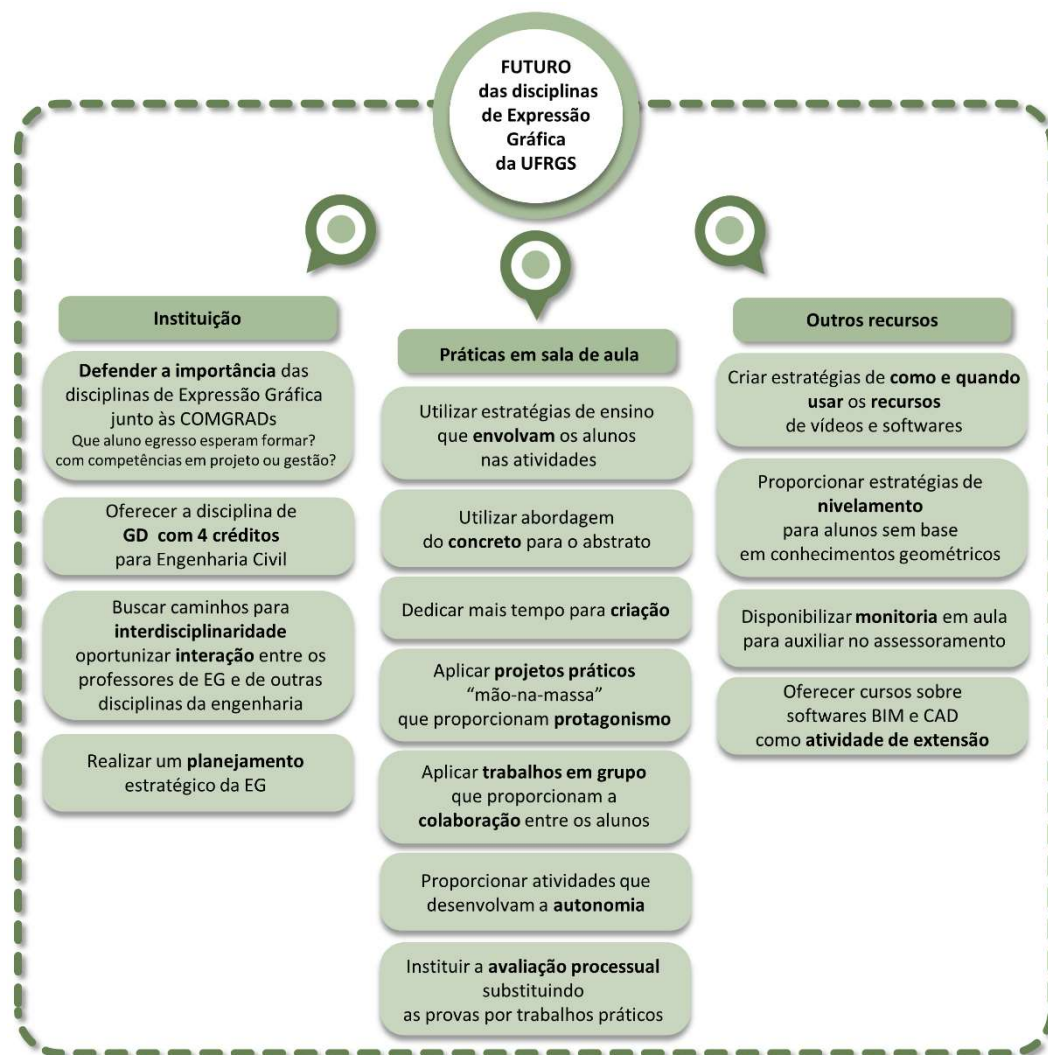 FUTURO
das disciplinas
de Expressão
Gráfica
da UFRGS
Instituição
Defender a importância das
disciplinas de Expressão Gráfica
junto às COMGRADs
Que aluno egresso esperam formar?
com competências em projeto ou gestão?
Oferecer a disciplina de
GD com 4 créditos
para Engenharia Civil
Buscar caminhos para
interdisciplinaridade
oportunizar interação entre os
professores de EG e de outras
disciplinas da engenharia
Realizar um planejamento
estratégico da EG
Práticas em sala de aula
Utilizar estratégias de ensino
que envolvam os alunos
nas atividades
Utilizar abordagem
do concreto para o abstrato
Dedicar mais tempo para criação
Aplicar projetos práticos
“mão-na-massa”
que proporcionam protagonismo
Aplicar trabalhos em grupo
que proporcionam a
colaboração entre os alunos
Proporcionar atividades que
desenvolvam a autonomia
Instituir a avaliação processual
substituindo
as provas por trabalhos práticos
Outros recursos
Criar estratégias de como e quando
usar os recursos
de vídeos e softwares
Proporcionar estratégias de
nivelamento
para alunos sem base
em conhecimentos geométricos
Disponibilizar monitoria em aula
para auxiliar no assessoramento
Oferecer cursos sobre
softwares BIM e CAD
como atividade de extensão